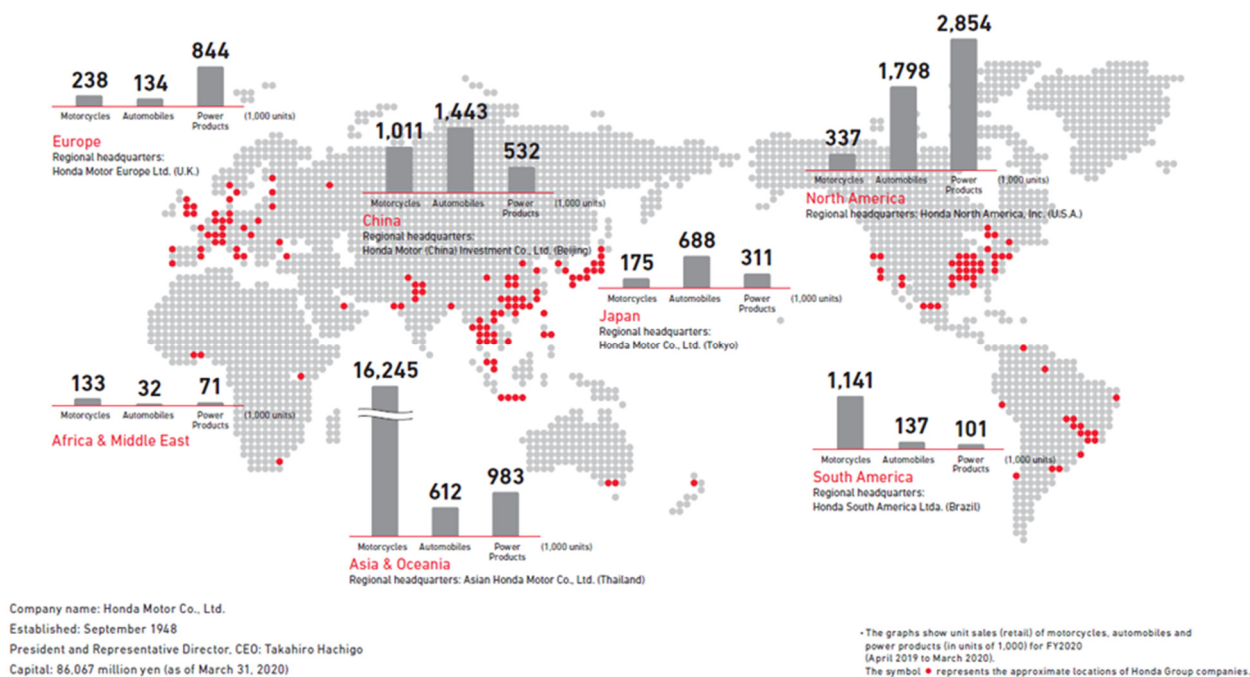 844
238
134
Motorcycles
Automobiles
Power
Products
(1,000 units)
Europe
Regional headquarters:
Honda Motor Europe Ltd. (U.K.)
1,443
1,011
532
Motorcycles
Automobiles
Power
Products
(1,000 units)
China
Regional headquarters:
Honda Motor (China) Investment Co., Ltd. (Beijing)
2,854
1,798
337
Motorcycles
Automobiles
Power
Products
(1,000 units)
North America
Regional headquarters: Honda North America, Inc. (U.S.A.)
688
175
311
Motorcycles
Automobiles
Power
Products
(1,000 units)
Japan
Regional headquarters:
Honda Motor Co., Ltd. (Tokyo)
133
32
71
Motorcycles
Automobiles
Power
Products
(1,000 units)
Africa & Middle East
16,245
612
983
Motorcycles
Automobiles
Power
Products
(1,000 units)
Asia & Oceania
Regional headquarters: Asian Honda Motor Co., Ltd. (Thailand)
1,141
137
101
Motorcycles
Automobiles
Power
Products
(1,000 units)
South America
Regional headquarters:
Honda South America Ltda. (Brazil)
Company name: Honda Motor Co., Ltd.
Established: September 1948
President and Representative Director, CEO: Takahiro Hachigo
Capital: 86,067 million yen (as of March 31, 2020)
• The graphs show unit sales (retail) of motorcycles, automobiles and
power products (in units of 1,000) for FY2020
(April 2019 to March 2020).
The symbol ● represents the approximate locations of Honda Group companies.